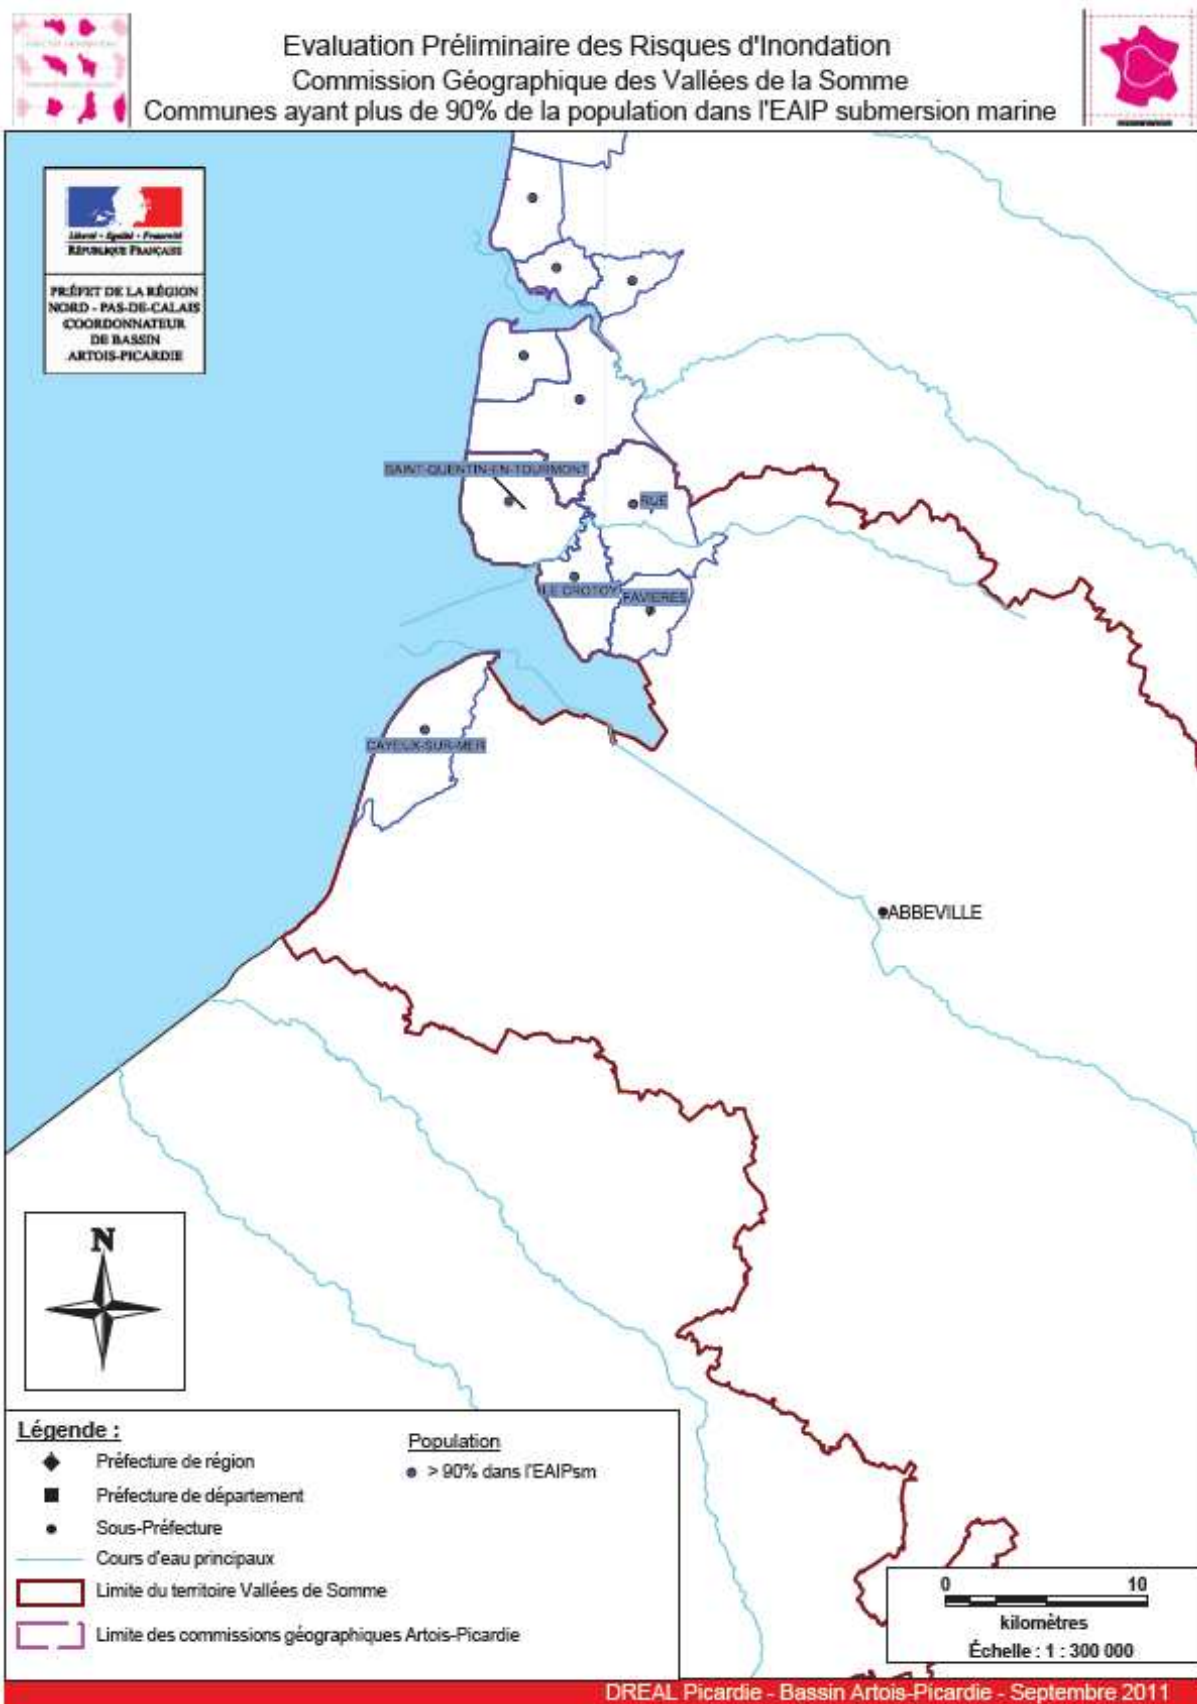 Evaluation Préliminaire des Risques d'Inondation
Commission Géographique des Vallées de la Somme
Communes ayant plus de 90% de la population dans l'EAIP submersion marine
Liberté • Égalité • Fraternité
RÉPUBLIQUE FRANÇAISE
PRÉFET DE LA RÉGION
NORD - PAS-DE-CALAIS
COORDONNATEUR
DE BASSIN
ARTOIS-PICARDIE
SAINT-QUENTIN-EN-TOURMONT
RUE
LE CROTOY
FAVIERES
CAYEUX-SUR-MER
ABBEVILLE
N
Légende :
Préfecture de région
Préfecture de département
Sous-Préfecture
Cours d'eau principaux
Limite du territoire Vallées de Somme
Limite des commissions géographiques Artois-Picardie
Population
> 90% dans l'EAIPsm
0 10
kilomètres
Échelle : 1 : 300 000
DREAL Picardie - Bassin Artois-Picardie - Septembre 2011